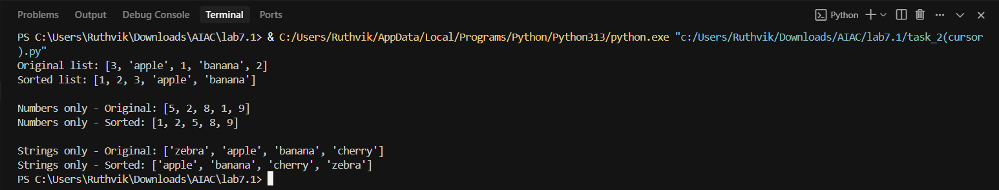 Problems Output Debug Console Terminal Ports Python
PS C:\Users\Ruthvik\Downloads\AIAC\lab7.1> & C:/Users/Ruthvik/AppData/Local/Programs/Python/Python313/python.exe "c:/Users/Ruthvik/Downloads/AIAC/lab7.1/task_2(cursor
).py"
Original list: [3, 'apple', 1, 'banana', 2]
Sorted list: [1, 2, 3, 'apple', 'banana']
Numbers only - Original: [5, 2, 8, 1, 9]
Numbers only - Sorted: [1, 2, 5, 8, 9]
Strings only - Original: ['zebra', 'apple', 'banana', 'cherry']
Strings only - Sorted: ['apple', 'banana', 'cherry', 'zebra']
PS C:\Users\Ruthvik\Downloads\AIAC\lab7.1>